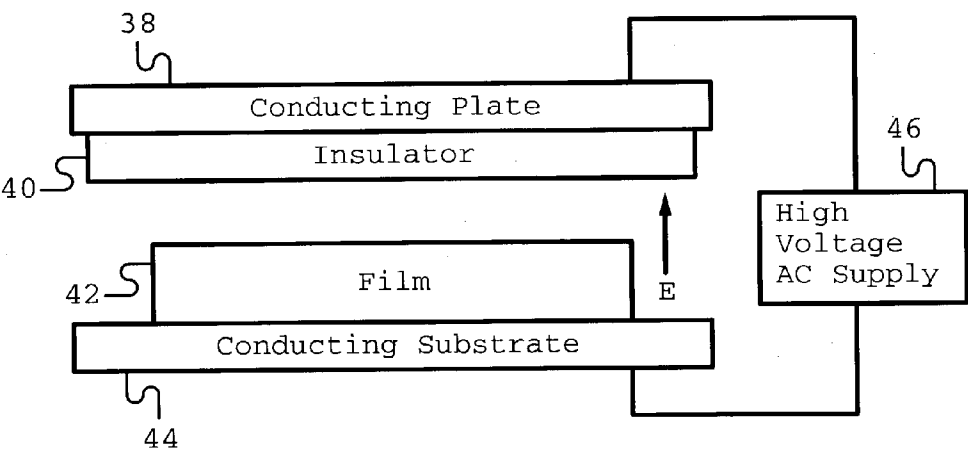 38
Conducting Plate
46
Insulator
40
High
Voltage
AC Supply
42
Film
E
Conducting Substrate
44